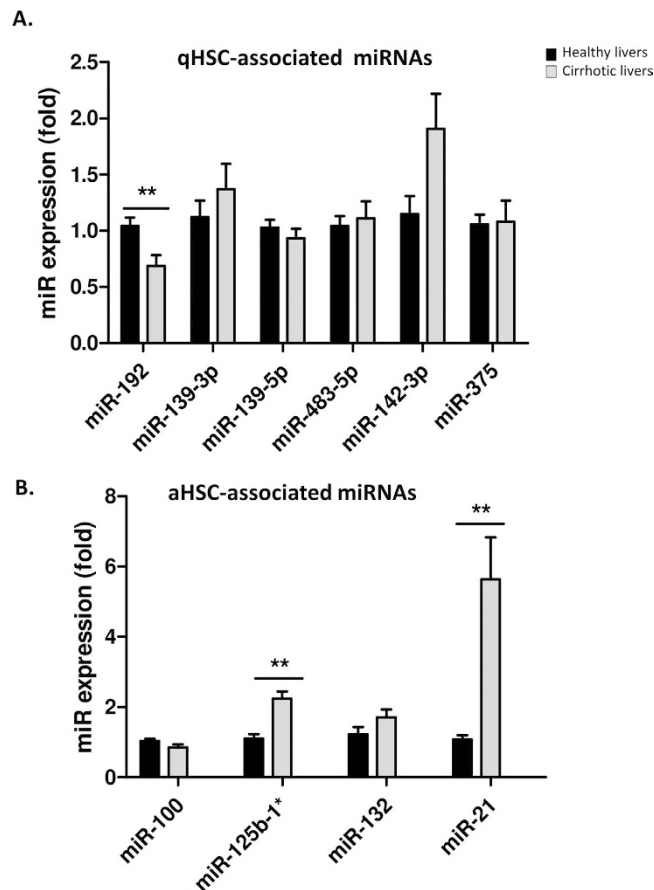 A.
qHSC-associated miRNAs
Healthy livers
Cirrhotic livers
miR expression (fold)
2.5
2.0
1.5
1.0
0.5
0.0
**
miR-192
miR-139-3p
miR-139-5p
miR-483-5p
miR-142-3p
miR-375
B.
aHSC-associated miRNAs
miR expression (fold)
8
6
4
2
0
**
**
miR-100
miR-125b-1*
miR-132
miR-21